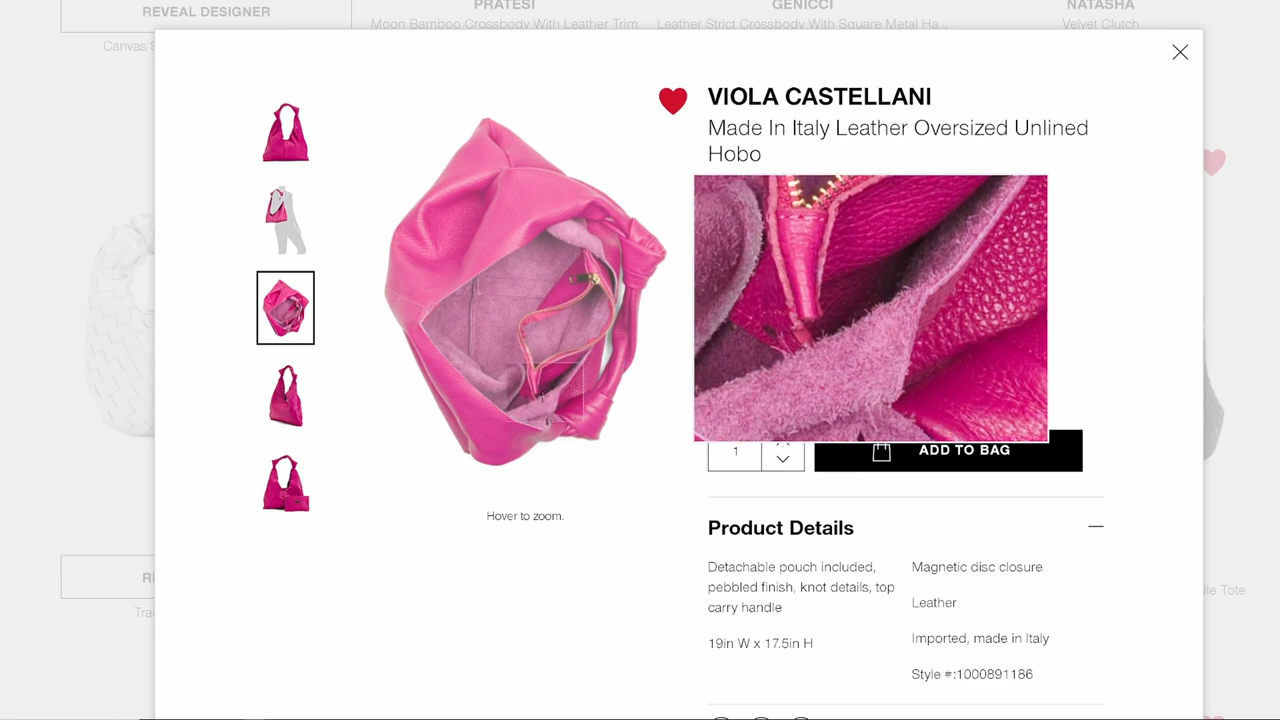 REVEAL DESIGNER
PRATESI
GENICCI
NATASHA
Moon Bamboo Crossbody With Leather Trim
Leather Strict Crossbody With Square Metal Ha...
Velvet Clutch
Canvas S
VIOLA CASTELLANI
Made In Italy Leather Oversized Unlined
Hobo
1
ADD TO BAG
Hover to zoom.
Product Details
Detachable pouch included,
pebbled finish, knot details, top
carry handle
19in W x 17.5in H
Magnetic disc closure
Leather
Imported, made in Italy
Style #:1000891186
Tote